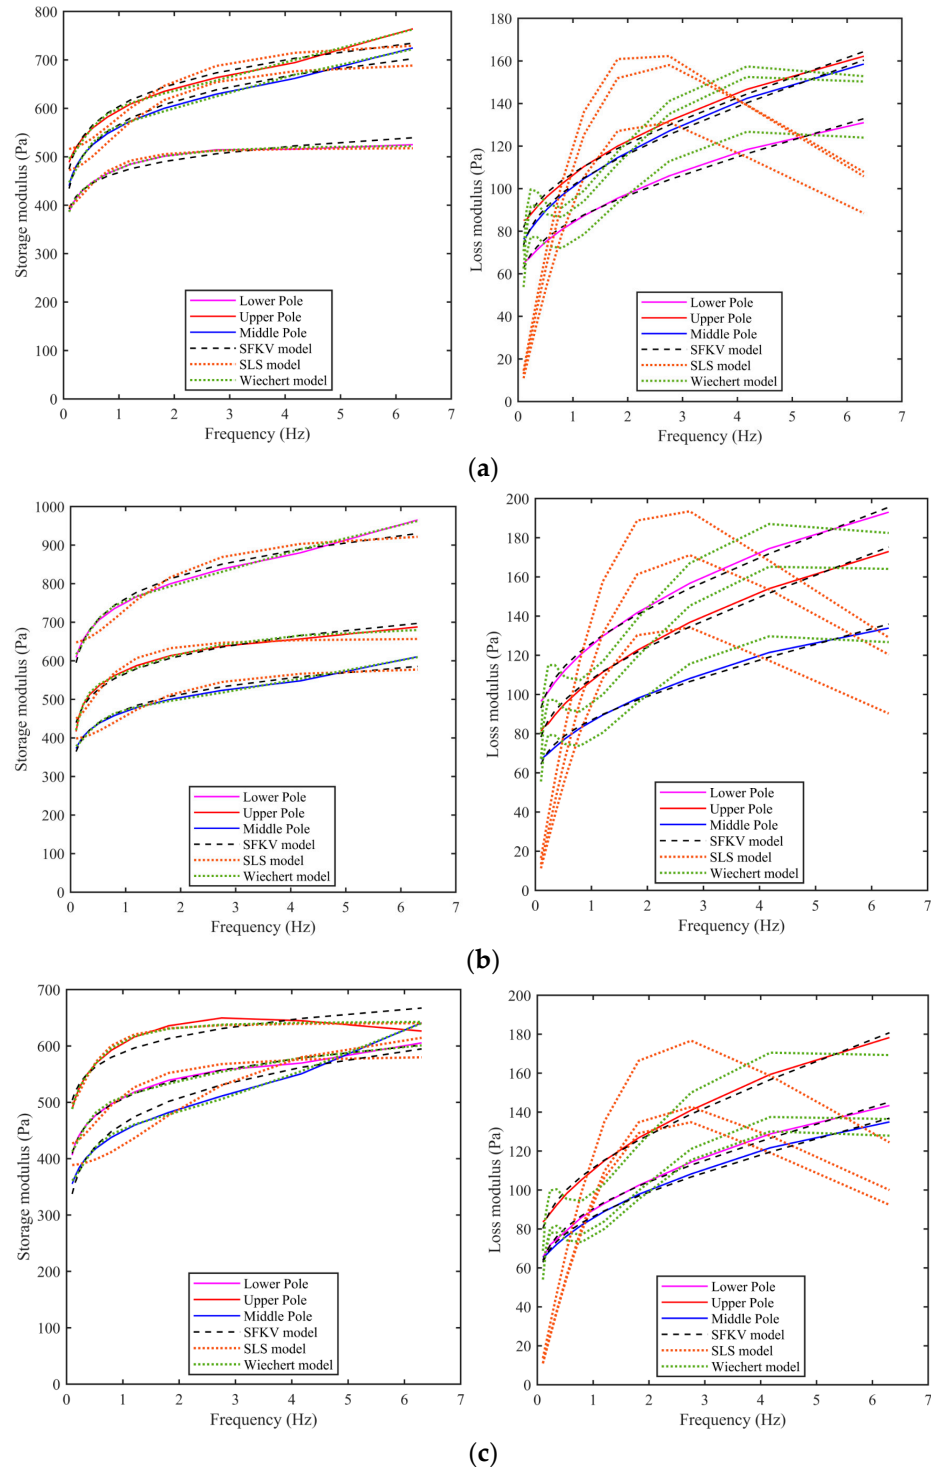 800
700
600
500
400
300
200
100
0
Storage modulus (Pa)
Lower Pole
Upper Pole
Middle Pole
SFKV model
SLS model
Wiechert model
0 1 2 3 4 5 6 7
Frequency (Hz)
180
160
140
120
100
80
60
40
20
0
Loss modulus (Pa)
Lower Pole
Upper Pole
Middle Pole
SFKV model
SLS model
Wiechert model
0 1 2 3 4 5 6 7
Frequency (Hz)
(a)
1000
900
800
700
600
500
400
300
200
100
0
Storage modulus (Pa)
Lower Pole
Upper Pole
Middle Pole
SFKV model
SLS model
Wiechert model
0 1 2 3 4 5 6 7
Frequency (Hz)
200
180
160
140
120
100
80
60
40
20
0
Loss modulus (Pa)
Lower Pole
Upper Pole
Middle Pole
SFKV model
SLS model
Wiechert model
0 1 2 3 4 5 6 7
Frequency (Hz)
(b)
700
600
500
400
300
200
100
0
Storage modulus (Pa)
Lower Pole
Upper Pole
Middle Pole
SFKV model
SLS model
Wiechert model
0 1 2 3 4 5 6 7
Frequency (Hz)
200
180
160
140
120
100
80
60
40
20
0
Loss modulus (Pa)
Lower Pole
Upper Pole
Middle Pole
SFKV model
SLS model
Wiechert model
0 1 2 3 4 5 6 7
Frequency (Hz)
(c)